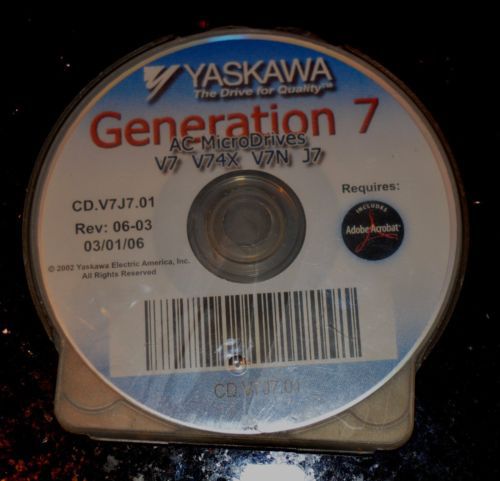 YASKAWA
The Drive for Quality™
Generation 7
AC MicroDrives
V7 V74X V7N J7
CD.V7J7.01
Rev: 06-03
03/01/06
© 2002 Yaskawa Electric America, Inc.
All Rights Reserved
Requires:
INCLUDES
Adobe Acrobat
CD.V7J7.01